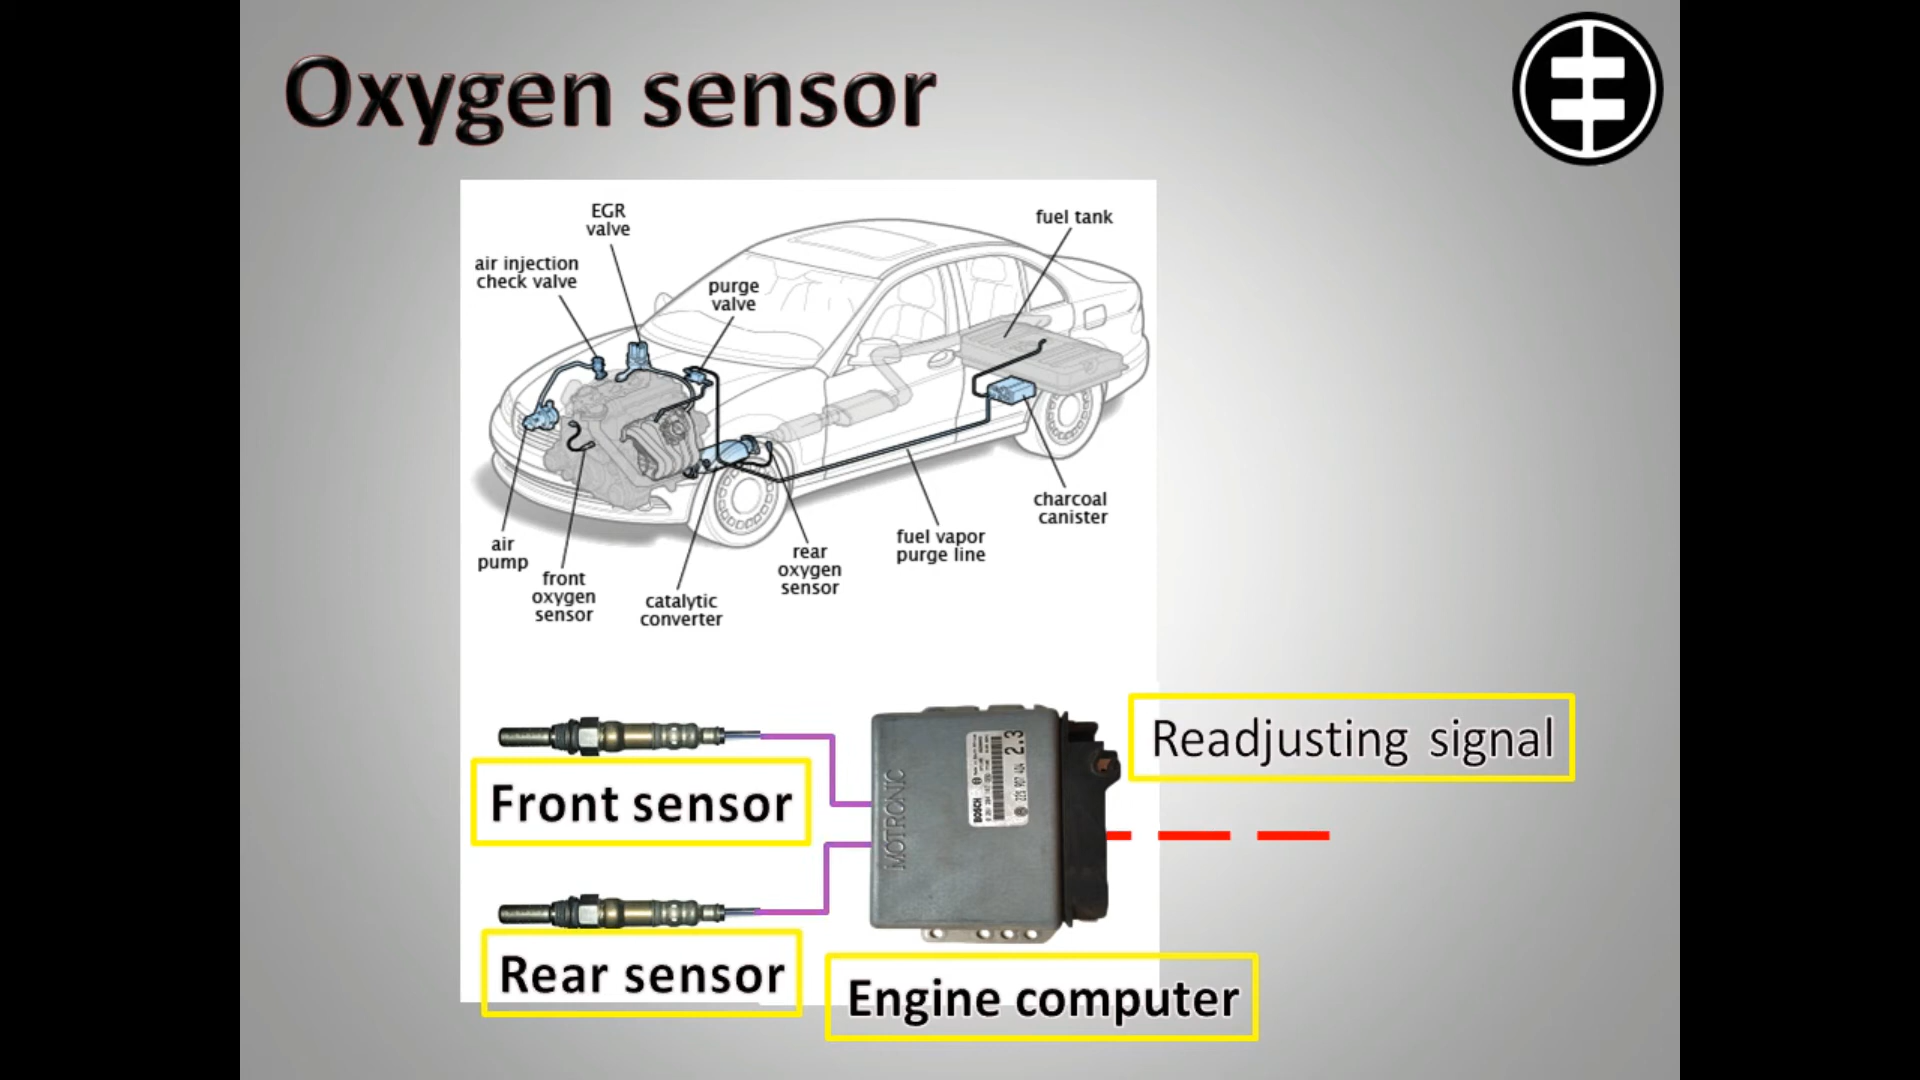 Oxygen sensor
EGR
valve
fuel tank
air injection
check valve
purge
valve
charcoal
canister
fuel vapor
purge line
air
pump
rear
oxygen
sensor
front
oxygen
sensor
catalytic
converter
Readjusting signal
Front sensor
MOTRONIC
BOSCH
2.3
Rear sensor
Engine computer